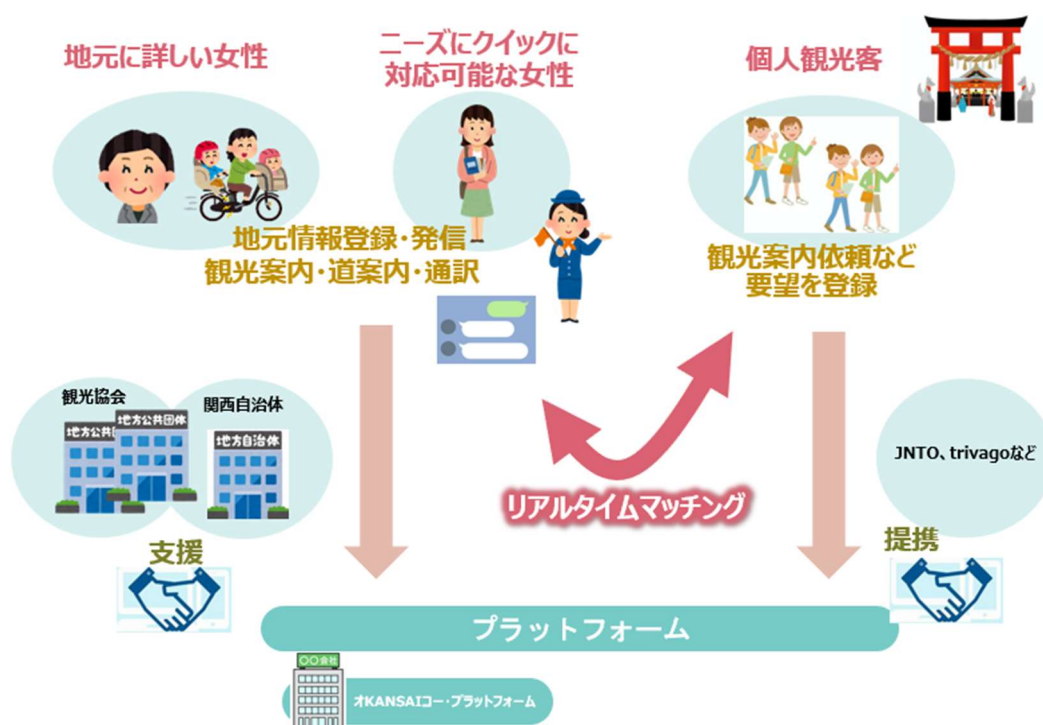 地元に詳しい女性
ニーズにクイックに
対応可能な女性
個人観光客
地元情報登録・発信
観光案内・道案内・通訳
観光案内依頼など
要望を登録
観光協会
関西自治体
地方公共団体
地方自治体
JNTO、trivagoなど
リアルタイムマッチング
支援
提携
プラットフォーム
〇〇会社
オKANSAIコー・プラットフォーム